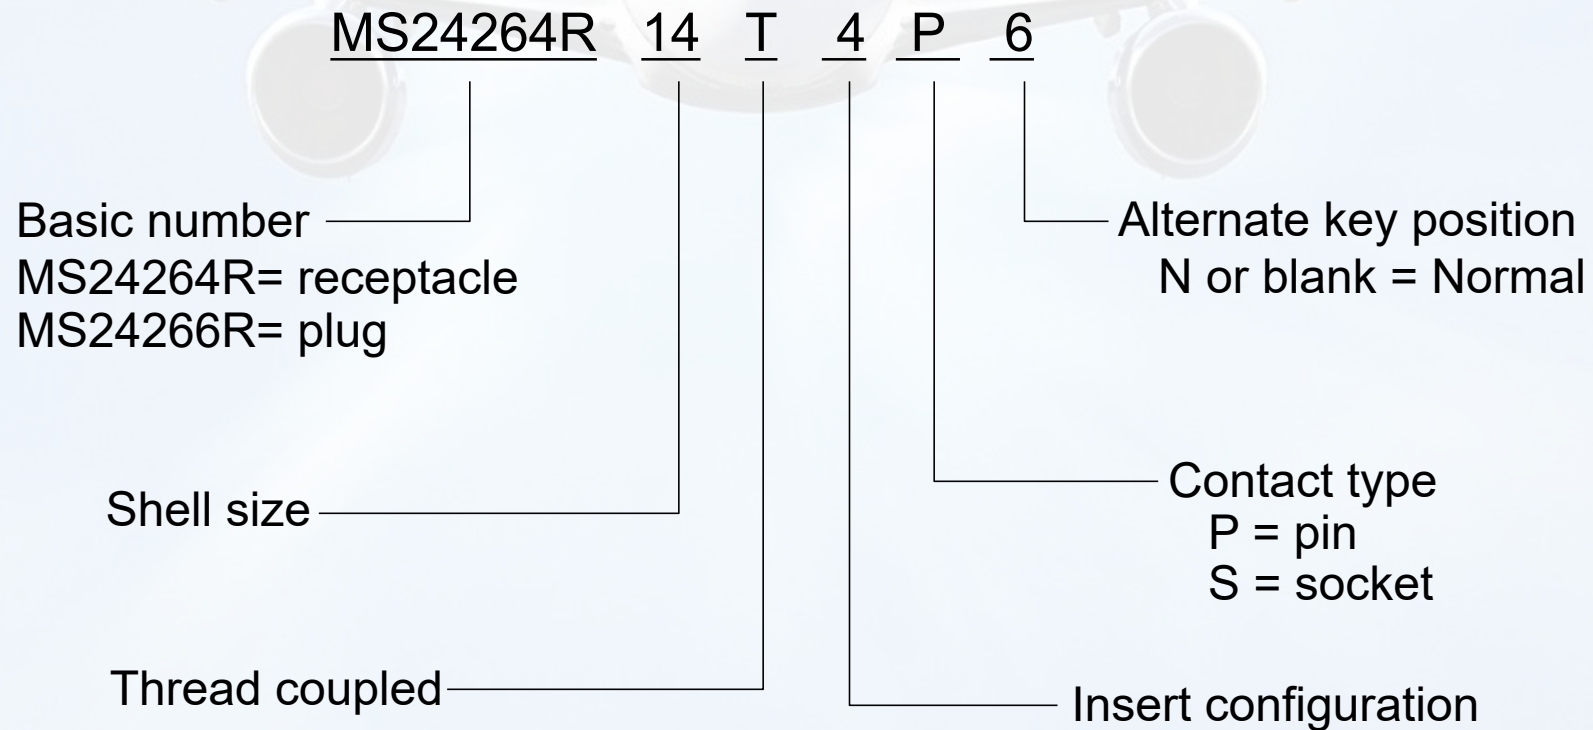 MS24264R 14 T 4 P 6
Basic number
MS24264R= receptacle
MS24266R= plug
Alternate key position
N or blank = Normal
Shell size
Contact type
P = pin
S = socket
Thread coupled
Insert configuration